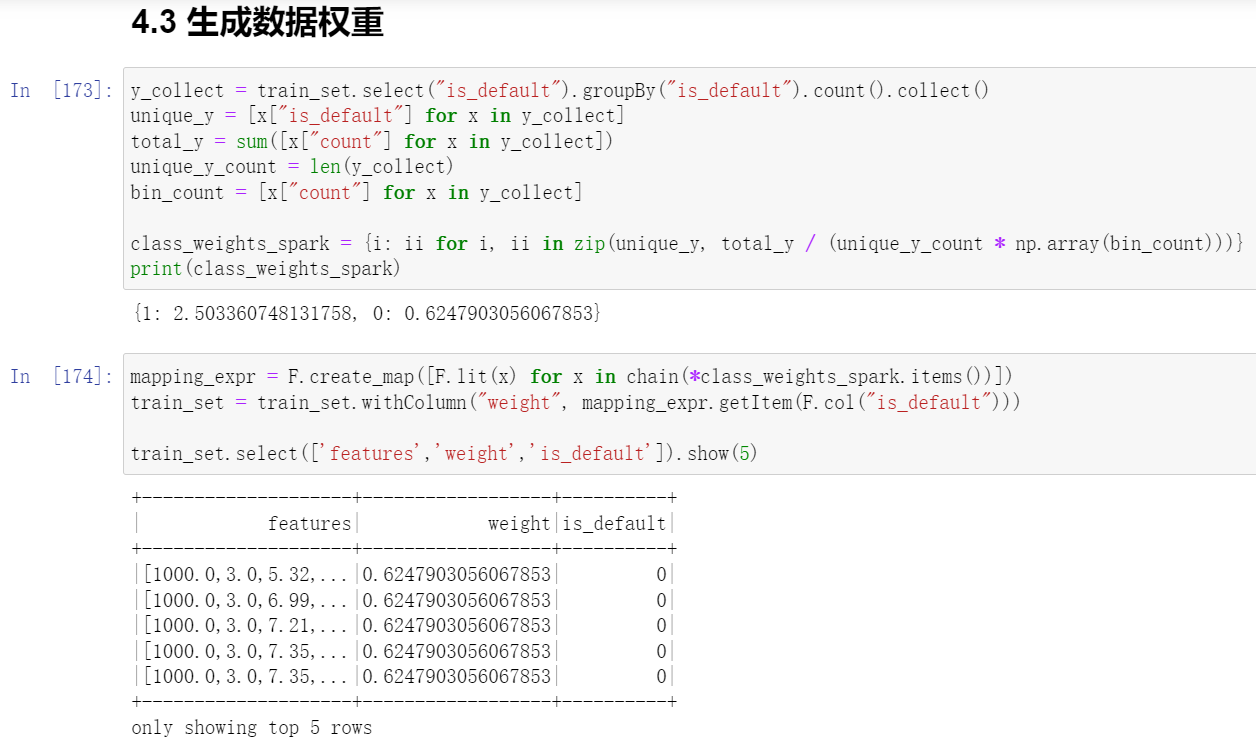 4.3 生成数据权重
In [173]:
y_collect = train_set.select("is_default").groupBy("is_default").count().collect()
unique_y = [x["is_default"] for x in y_collect]
total_y = sum([x["count"] for x in y_collect])
unique_y_count = len(y_collect)
bin_count = [x["count"] for x in y_collect]
class_weights_spark = {i: ii for i, ii in zip(unique_y, total_y / (unique_y_count * np.array(bin_count)))}
print(class_weights_spark)
{1: 2.503360748131758, 0: 0.6247903056067853}
In [174]:
mapping_expr = F.create_map([F.lit(x) for x in chain(*class_weights_spark.items())])
train_set = train_set.withColumn("weight", mapping_expr.getItem(F.col("is_default")))
train_set.select(['features','weight','is_default']).show(5)
+--------------------+------------------+----------+
|            features|            weight|is_default|
+--------------------+------------------+----------+
|[1000.0,3.0,5.32,...|0.6247903056067853|         0|
|[1000.0,3.0,6.99,...|0.6247903056067853|         0|
|[1000.0,3.0,7.21,...|0.6247903056067853|         0|
|[1000.0,3.0,7.35,...|0.6247903056067853|         0|
|[1000.0,3.0,7.35,...|0.6247903056067853|         0|
+--------------------+------------------+----------+
only showing top 5 rows